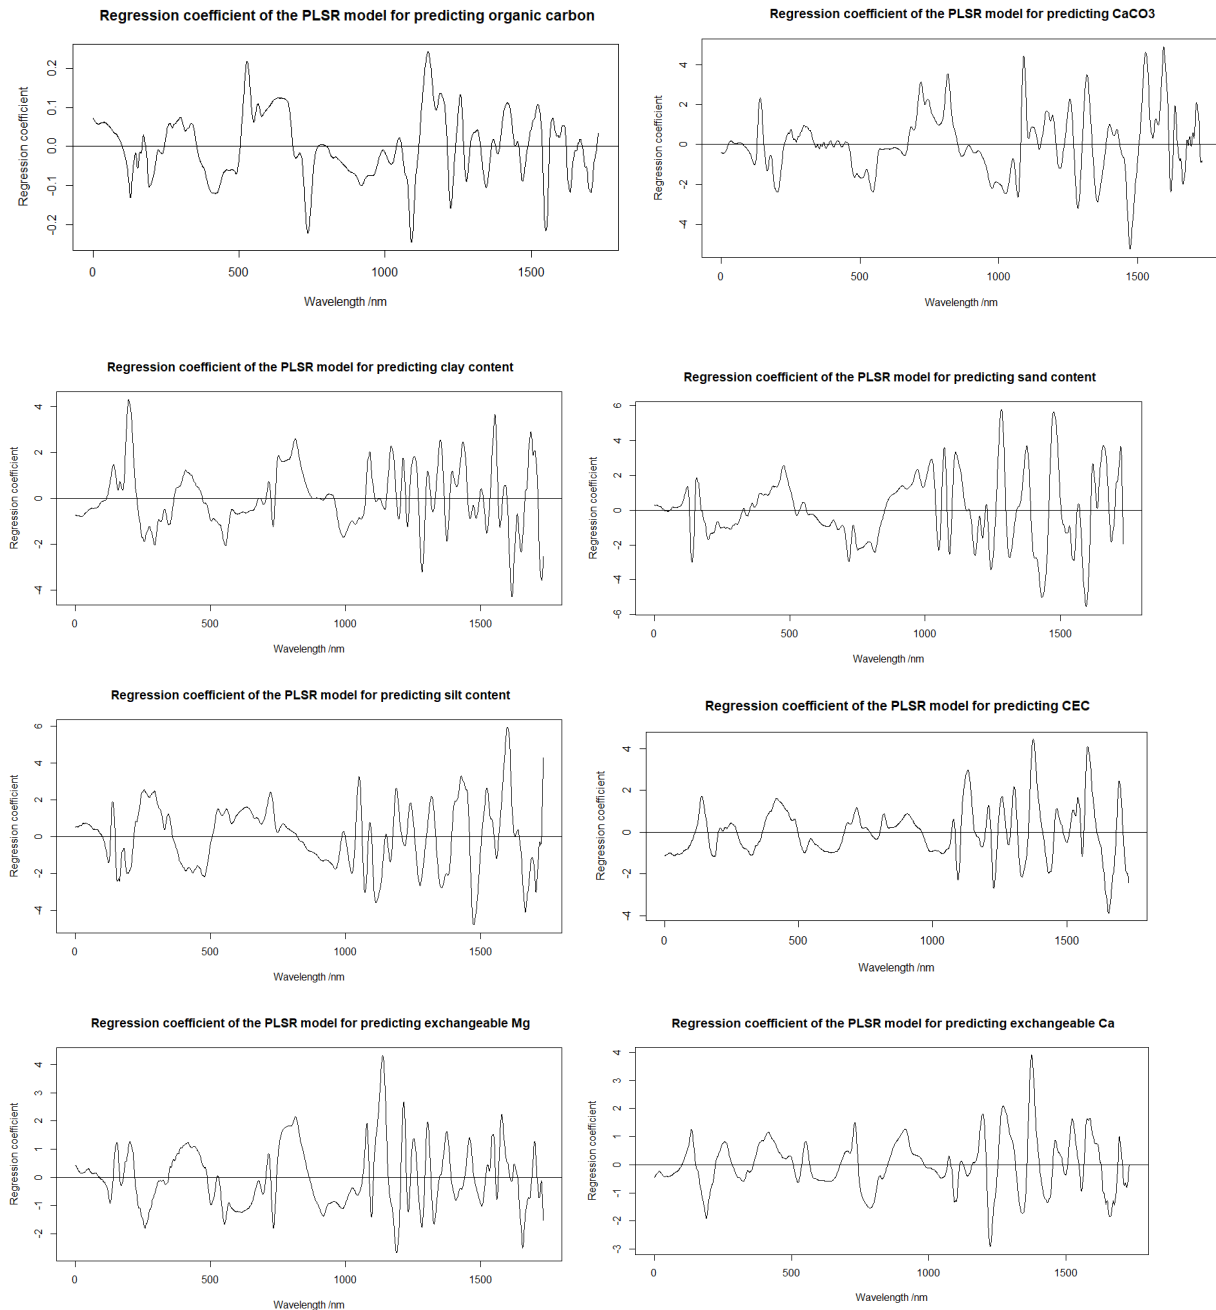 Regression coefficient of the PLSR model for predicting organic carbon
Regression coefficient
0.2
0.1
0.0
-0.1
-0.2
0 500 1000 1500
Wavelength /nm
Regression coefficient of the PLSR model for predicting CaCO3
Regression coefficient
4
2
0
-2
-4
0 500 1000 1500
Wavelength /nm
Regression coefficient of the PLSR model for predicting clay content
Regression coefficient
4
2
0
-2
-4
0 500 1000 1500
Wavelength /nm
Regression coefficient of the PLSR model for predicting sand content
Regression coefficient
6
4
2
0
-2
-4
-6
0 500 1000 1500
Wavelength /nm
Regression coefficient of the PLSR model for predicting silt content
Regression coefficient
6
4
2
0
-2
-4
0 500 1000 1500
Wavelength /nm
Regression coefficient of the PLSR model for predicting CEC
Regression coefficient
4
2
0
-2
-4
0 500 1000 1500
Wavelength /nm
Regression coefficient of the PLSR model for predicting exchangeable Mg
Regression coefficient
4
3
2
1
0
-1
-2
0 500 1000 1500
Wavelength /nm
Regression coefficient of the PLSR model for predicting exchangeable Ca
Regression coefficient
4
3
2
1
0
-1
-2
-3
0 500 1000 1500
Wavelength /nm